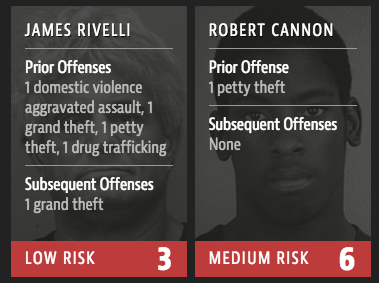 JAMES RIVELLI
Prior Offenses
1 domestic violence
aggravated assault, 1
grand theft, 1 petty
theft, 1 drug trafficking
Subsequent Offenses
1 grand theft
LOW RISK 3
ROBERT CANNON
Prior Offense
1 petty theft
Subsequent Offenses
None
MEDIUM RISK 6